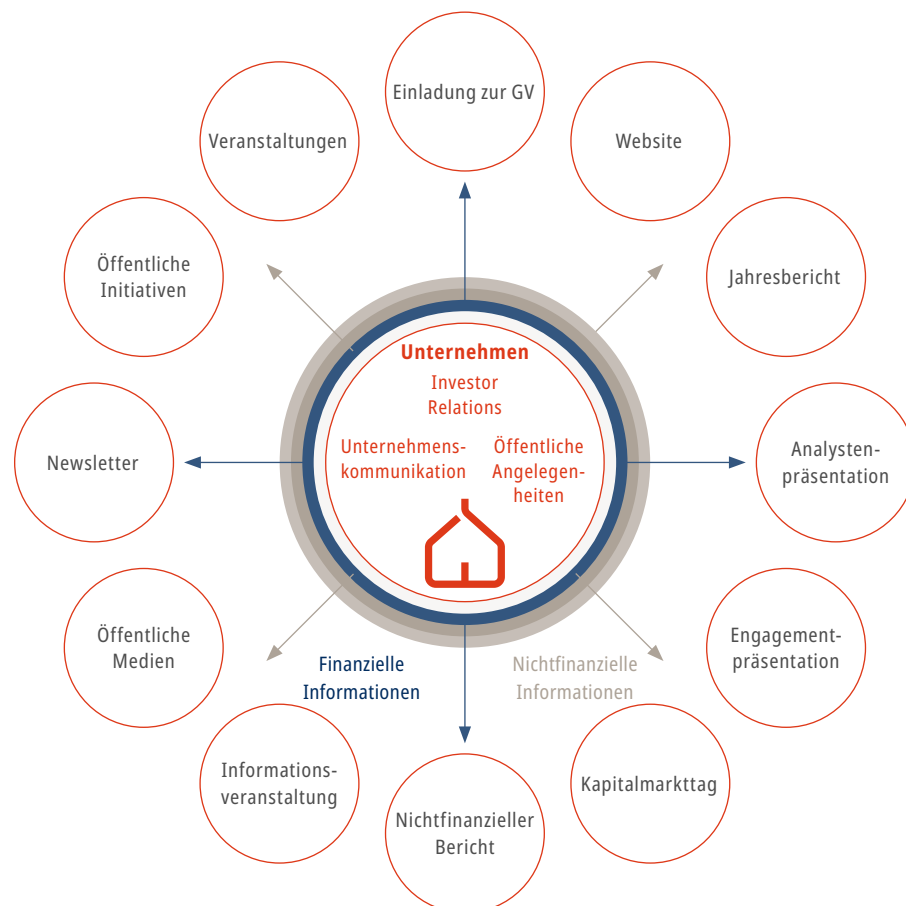 Einladung zur GV
Veranstaltungen
Website
Öffentliche
Initiativen
Jahresbericht
Unternehmen
Investor
Relations
Unternehmens-
kommunikation
Öffentliche
Angelegen-
heiten
Newsletter
Analysten-
präsentation
Öffentliche
Medien
Engagement-
präsentation
Finanzielle
Informationen
Nichtfinanzielle
Informationen
Informations-
veranstaltung
Kapitalmarkttag
Nichtfinanzieller
Bericht